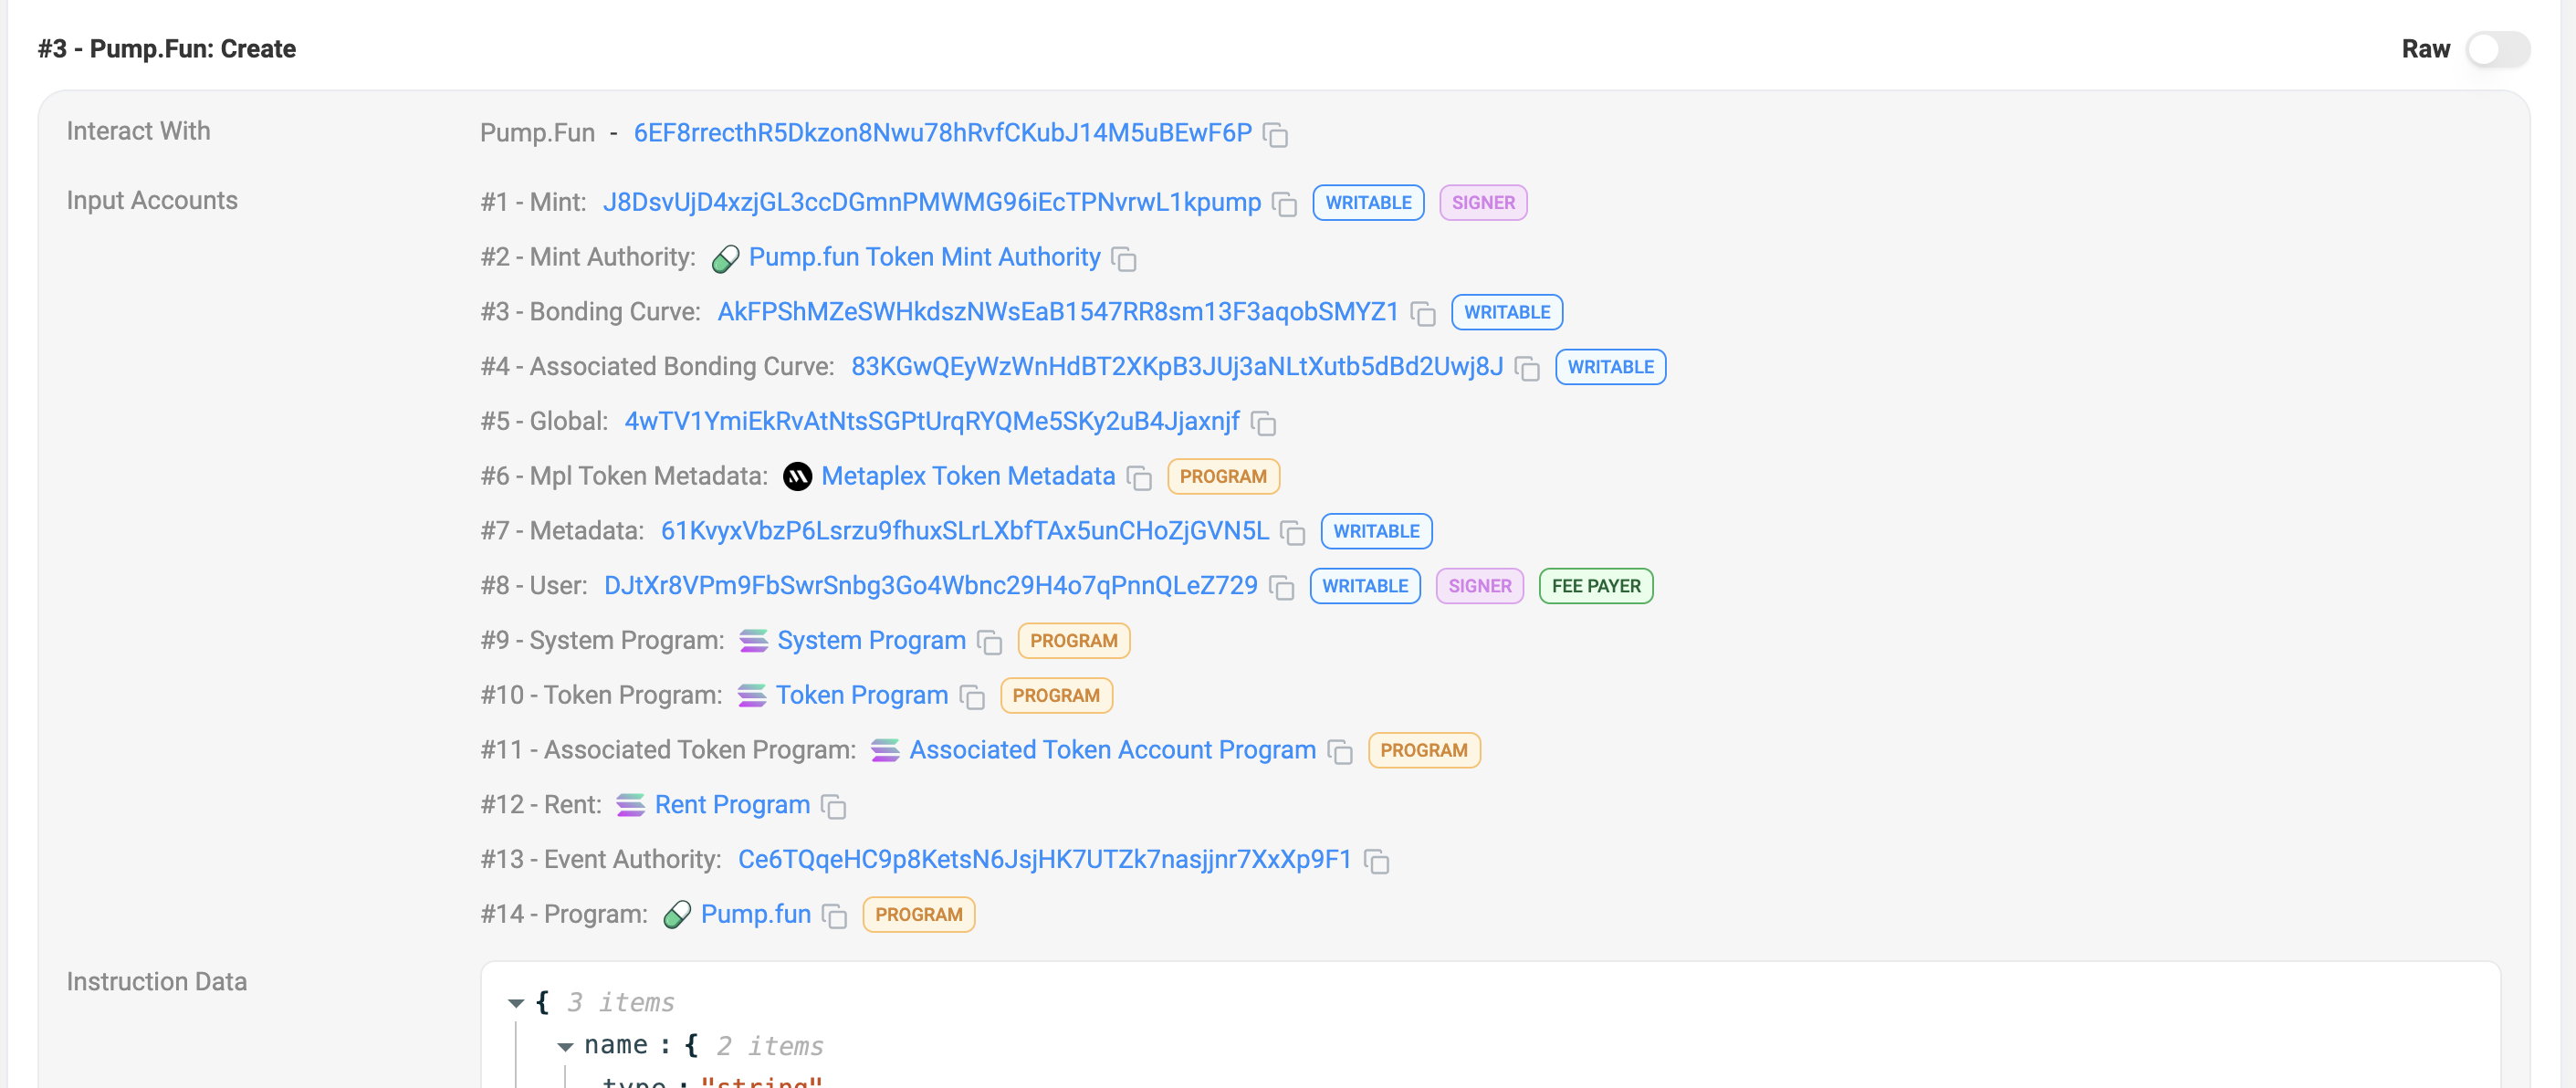 #3 - Pump.Fun: Create
Raw
Interact With
Pump.Fun - 6EF8rrecthR5Dkzon8Nwu78hRvfCKubJ14M5uBEwF6P
Input Accounts
#1 - Mint: J8DsvUjD4xzjGL3ccDGmnPMWMG96iEcTPNvrwL1kpump WRITABLE SIGNER
#2 - Mint Authority: Pump.fun Token Mint Authority
#3 - Bonding Curve: AkFPShMZeSWHkdszNWsEaB1547RR8sm13F3aqobSMYZ1 WRITABLE
#4 - Associated Bonding Curve: 83KGwQEyWzWnHdBT2XKpB3JUj3aNLtXutb5dBd2Uwj8J WRITABLE
#5 - Global: 4wTV1YmiEkRvAtNtsSGPtUrqRYQMe5SKy2uB4Jjaxnjf
#6 - Mpl Token Metadata: Metaplex Token Metadata PROGRAM
#7 - Metadata: 61KvyxVbzP6Lsrzu9fhuxSLrLXbfTAx5unCHoZjGVN5L WRITABLE
#8 - User: DJtXr8VPm9FbSwrSnbg3Go4Wbnc29H4o7qPnnQLeZ729 WRITABLE SIGNER FEE PAYER
#9 - System Program: System Program PROGRAM
#10 - Token Program: Token Program PROGRAM
#11 - Associated Token Program: Associated Token Account Program PROGRAM
#12 - Rent: Rent Program
#13 - Event Authority: Ce6TQqeHC9p8KetsN6JsjHK7UTZk7nasjjnr7XxXp9F1
#14 - Program: Pump.fun PROGRAM
Instruction Data
{ 3 items
name : { 2 items
type : "string"